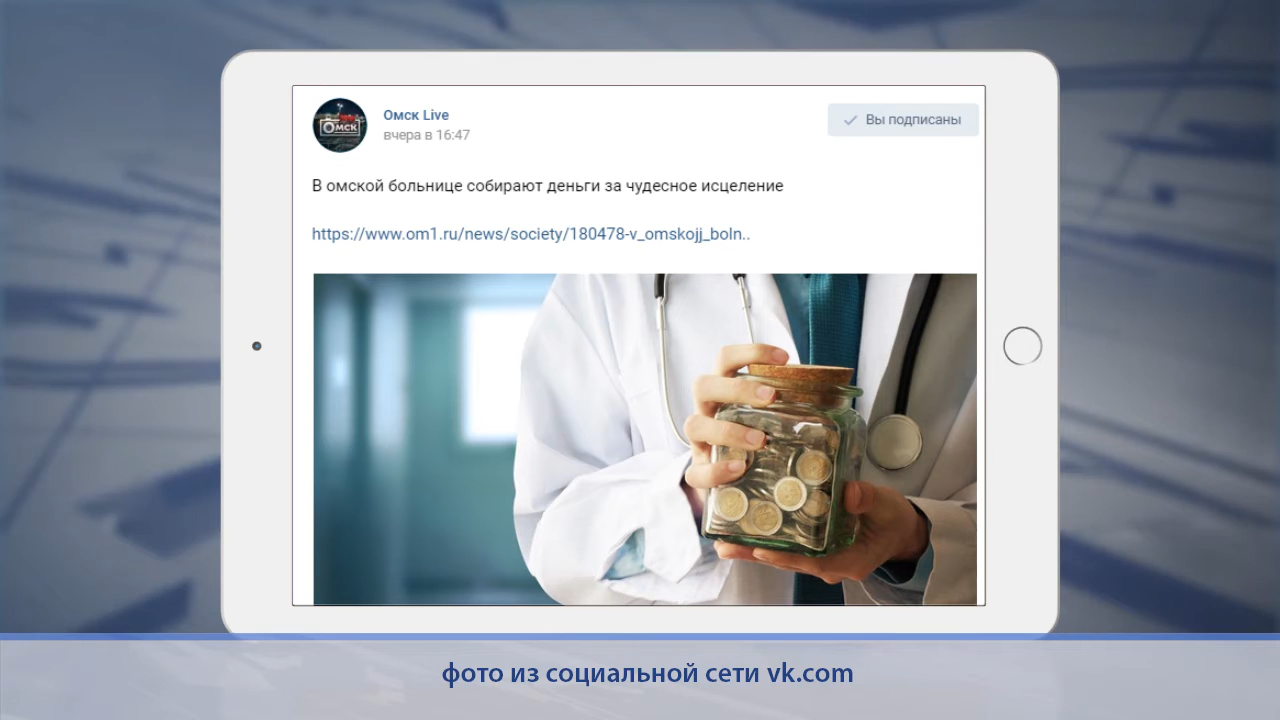 Омск
Омск Live
вчера в 16:47
Вы подписаны
В омской больнице собирают деньги за чудесное исцеление
https://www.om1.ru/news/society/180478-v_omskojj_boln..
фото из социальной сети vk.com